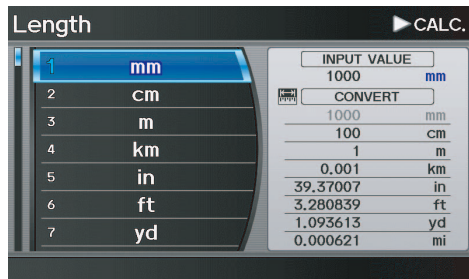 Length
CALC.
1 mm
2 cm
3 m
4 km
5 in
6 ft
7 yd
INPUT VALUE
1000 mm
CONVERT
1000 mm
100 cm
1 m
0.001 km
39.37007 in
3.280839 ft
1.093613 yd
0.000621 mi